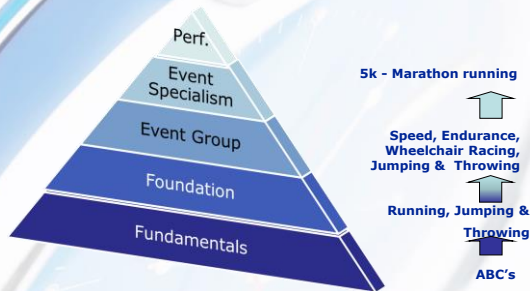 Perf.
Event
Specialism
Event Group
Foundation
Fundamentals
5k - Marathon running
Speed, Endurance,
Wheelchair Racing,
Jumping & Throwing
Running, Jumping &
Throwing
ABC's